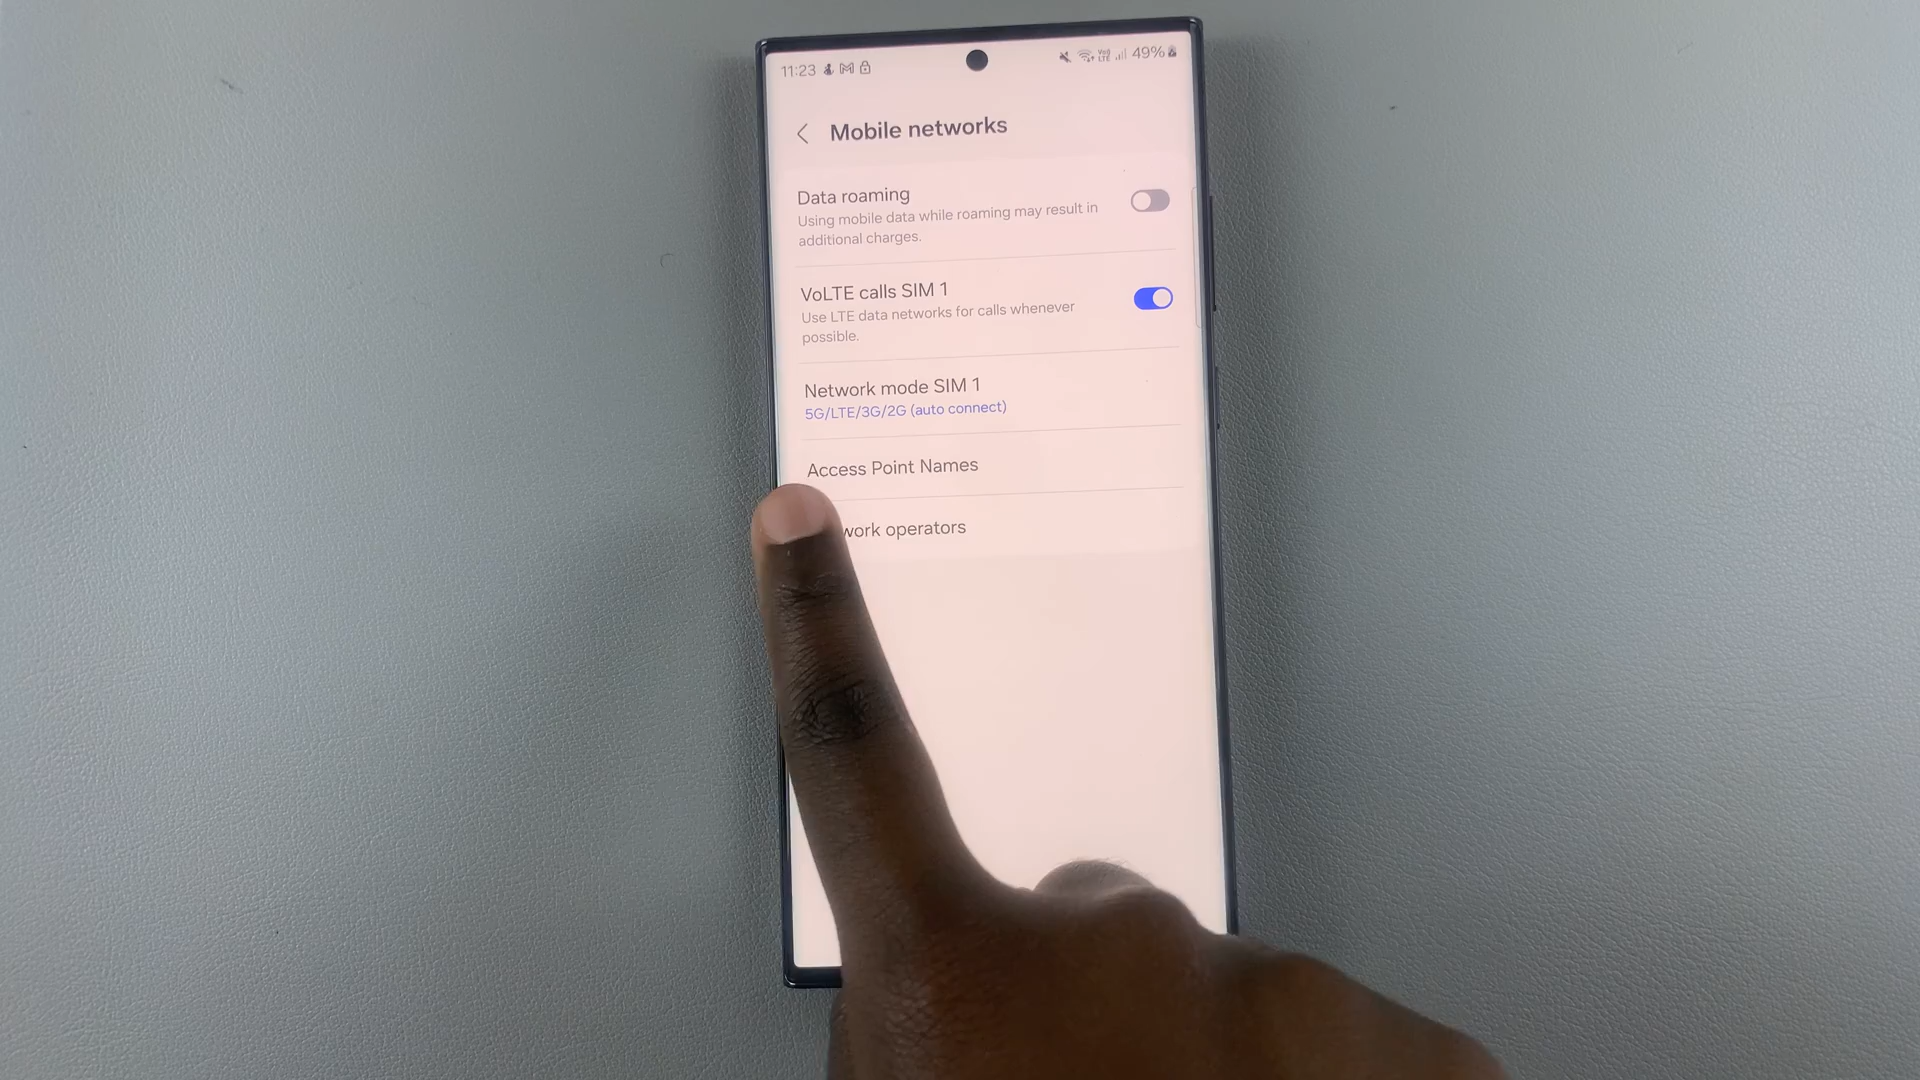 11:23 49%
Mobile networks
Data roaming
Using mobile data while roaming may result in
additional charges.
VoLTE calls SIM 1
Use LTE data networks for calls whenever
possible.
Network mode SIM 1
5G/LTE/3G/2G (auto connect)
Access Point Names
work operators